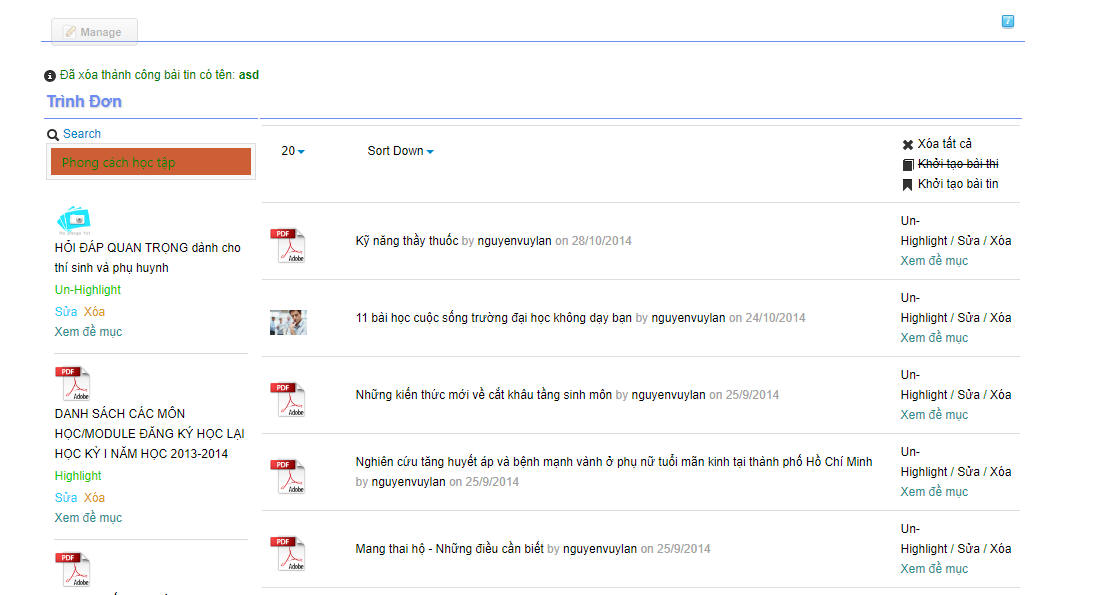 Manage
Đã xóa thành công bài tin có tên: asd
Trình Đơn
Search
Phong cách học tập
HỎI ĐÁP QUAN TRỌNG dành cho
thí sinh và phụ huynh
Un-Highlight
Sửa Xóa
Xem đề mục
PDF
Adobe
DANH SÁCH CÁC MÔN
HỌC/MODULE ĐĂNG KÝ HỌC LẠI
HỌC KỲ I NĂM HỌC 2013-2014
Highlight
Sửa Xóa
Xem đề mục
PDF
Adobe
20
Sort Down
Xóa tất cả
Khởi tạo bài thi
Khởi tạo bài tin
PDF
Adobe
Kỹ năng thầy thuốc by nguyenvuylan on 28/10/2014
Un-
Highlight / Sửa / Xóa
Xem đề mục
11 bài học cuộc sống trường đại học không dạy bạn by nguyenvuylan on 24/10/2014
Un-
Highlight / Sửa / Xóa
Xem đề mục
PDF
Adobe
Những kiến thức mới về cắt khâu tầng sinh môn by nguyenvuylan on 25/9/2014
Un-
Highlight / Sửa / Xóa
Xem đề mục
PDF
Adobe
Nghiên cứu tăng huyết áp và bệnh mạnh vành ở phụ nữ tuổi mãn kinh tại thành phố Hồ Chí Minh
by nguyenvuylan on 25/9/2014
Un-
Highlight / Sửa / Xóa
Xem đề mục
PDF
Adobe
Mang thai hộ - Những điều cần biết by nguyenvuylan on 25/9/2014
Un-
Highlight / Sửa / Xóa
Xem đề mục